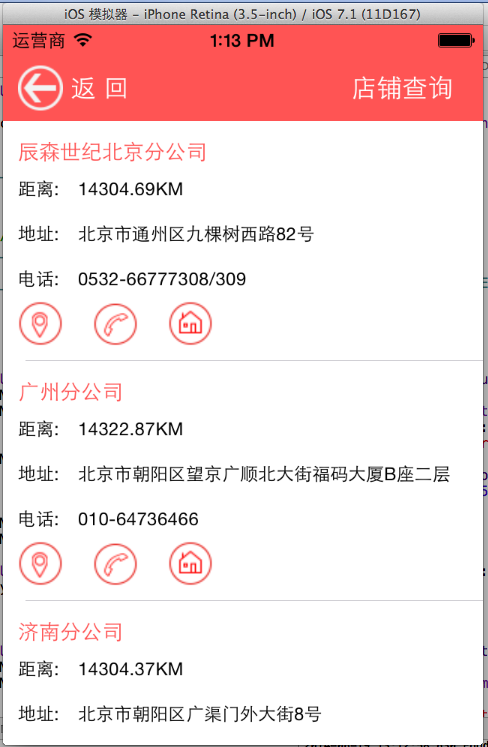 iOS 模拟器 - iPhone Retina (3.5-inch) / iOS 7.1 (11D167)
运营商 1:13 PM
返 回 店铺查询
辰森世纪北京分公司
距离: 14304.69KM
地址: 北京市通州区九棵树西路82号
电话: 0532-66777308/309
广州分公司
距离: 14322.87KM
地址: 北京市朝阳区望京广顺北大街福码大厦B座二层
电话: 010-64736466
济南分公司
距离: 14304.37KM
地址: 北京市朝阳区广渠门外大街8号